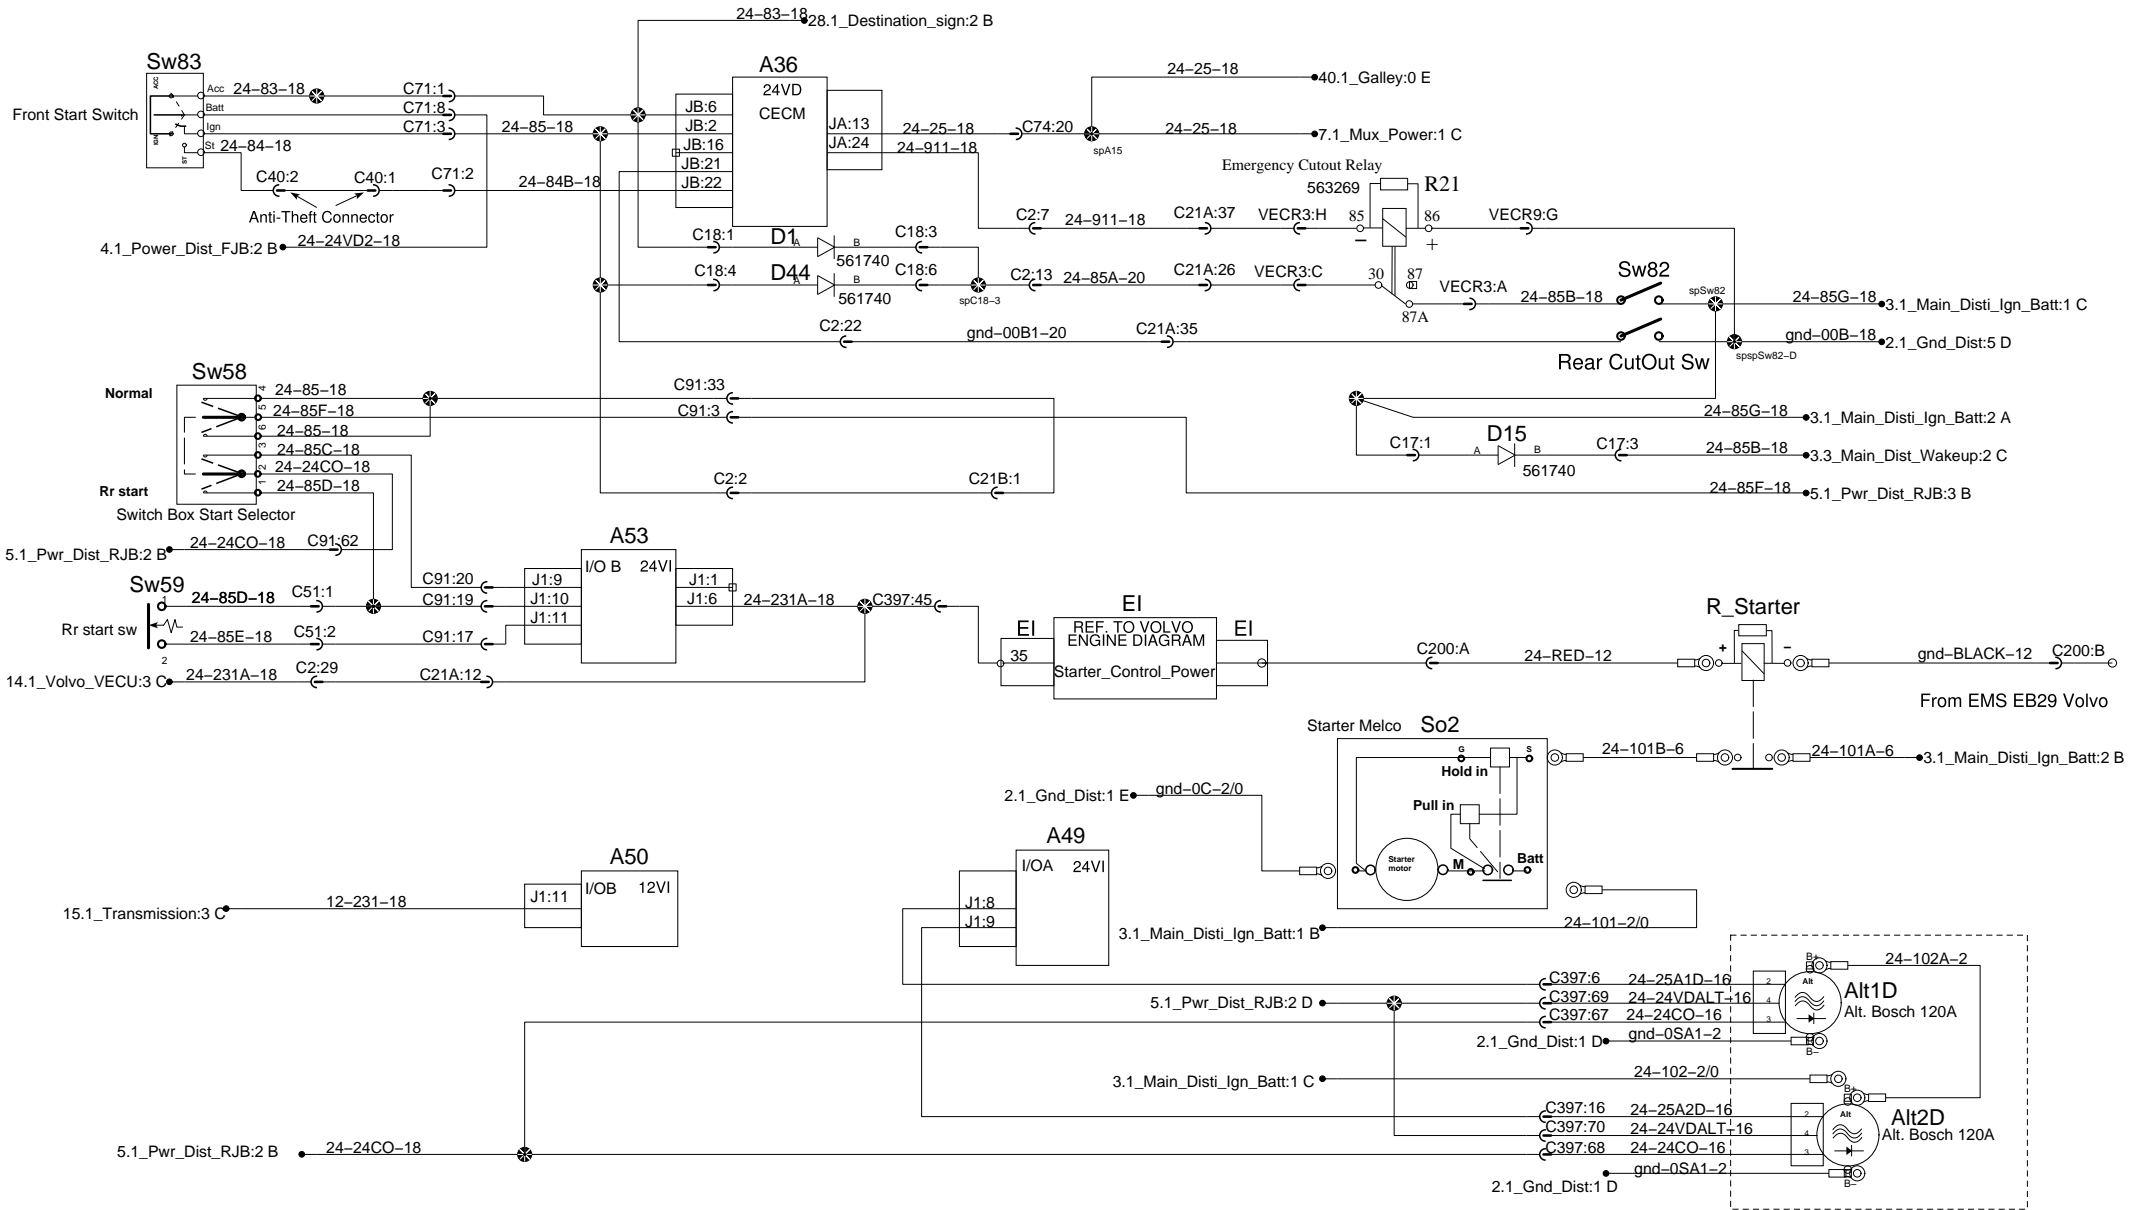 24-83-18 28.1_Destination_sign:2 B
Sw83
Front Start Switch
ACC
IGN
ST
Acc 24-83-18 C71:1
Batt C71:8
Ign C71:3 24-85-18
St 24-84-18
C40:2 C40:1 C71:2 24-84B-18
Anti-Theft Connector
4.1_Power_Dist_FJB:2 B 24-24VD2-18
A36
24VD
CECM
JB:6
JB:2
JB:16
JB:21
JB:22
JA:13 24-25-18 C74:20
JA:24 24-911-18
spA15
24-25-18 40.1_Galley:0 E
24-25-18 7.1_Mux_Power:1 C
Emergency Cutout Relay
563269 R21
C2:7 24-911-18 C21A:37 VECR3:H 85 86 VECR9:G
- +
C18:1 D1 A B 561740 C18:3
C18:4 D44 A B 561740 C18:6
spC18-3
C2:13 24-85A-20 C21A:26 VECR3:C 30 87
87A
VECR3:A 24-85B-18
Sw82
spSw82
24-85G-18 3.1_Main_Disti_Ign_Batt:1 C
C2:22 gnd-00B1-20 C21A:35
gnd-00B-18 2.1_Gnd_Dist:5 D
spspSw82-D
Rear CutOut Sw
Sw58
Normal
4 24-85-18 C91:33
5 24-85F-18 C91:3
6 24-85-18
3 24-85C-18
2 24-24CO-18
1 24-85D-18
Rr start
Switch Box Start Selector
C2:2 C21B:1
24-85G-18 3.1_Main_Disti_Ign_Batt:2 A
C17:1 A D15 B 561740 C17:3 24-85B-18 3.3_Main_Dist_Wakeup:2 C
24-85F-18 5.1_Pwr_Dist_RJB:3 B
5.1_Pwr_Dist_RJB:2 B 24-24CO-18 C91:62
Sw59
1 24-85D-18 C51:1
Rr start sw
24-85E-18 C51:2
2
14.1_Volvo_VECU:3 C 24-231A-18 C2:29 C21A:12
C91:20
C91:19
C91:17
A53
I/O B 24VI
J1:9
J1:10
J1:11
J1:1
J1:6 24-231A-18 C397:45
EI
EI
EI
35
REF. TO VOLVO
ENGINE DIAGRAM
Starter_Control_Power
C200:A 24-RED-12
R_Starter
+ -
gnd-BLACK-12 C200:B
From EMS EB29 Volvo
Starter Melco So2
G S
Hold in
Pull in
Starter
motor
M
Batt
24-101B-6 24-101A-6 3.1_Main_Disti_Ign_Batt:2 B
2.1_Gnd_Dist:1 E gnd-0C-2/0
A49
I/OA 24VI
J1:8
J1:9
A50
I/OB 12VI
J1:11
15.1_Transmission:3 C 12-231-18
3.1_Main_Disti_Ign_Batt:1 B 24-101-2/0
C397:6 24-25A1D-16 2
5.1_Pwr_Dist_RJB:2 D C397:69 24-24VDALT-16 4
C397:67 24-24CO-16 3
2.1_Gnd_Dist:1 D gnd-0SA1-2
B+
Alt
B-
24-102A-2
Alt1D
Alt. Bosch 120A
3.1_Main_Disti_Ign_Batt:1 C 24-102-2/0
C397:16 24-25A2D-16 2
C397:70 24-24VDALT-16 4
5.1_Pwr_Dist_RJB:2 B 24-24CO-18 C397:68 24-24CO-16 3
B+
Alt
B-
Alt2D
Alt. Bosch 120A
2.1_Gnd_Dist:1 D gnd-0SA1-2